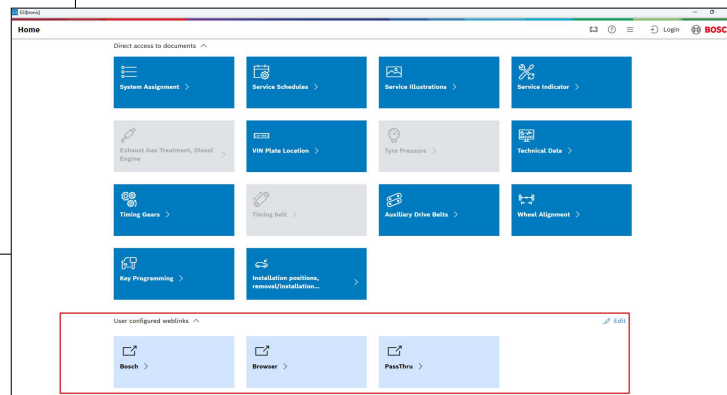 ESI[tronic]
Home
Login
BOSC
Direct access to documents
System Assignment
Service Schedules
Service Illustrations
Service Indicator
Exhaust Gas Treatment, Diesel
Engine
VIN Plate Location
Tyre Pressure
Technical Data
Timing Gears
Timing belt
Auxiliary Drive Belts
Wheel Alignment
Key Programming
Installation positions,
removal/installation...
User configured weblinks
Edit
Bosch
Browser
PassThru